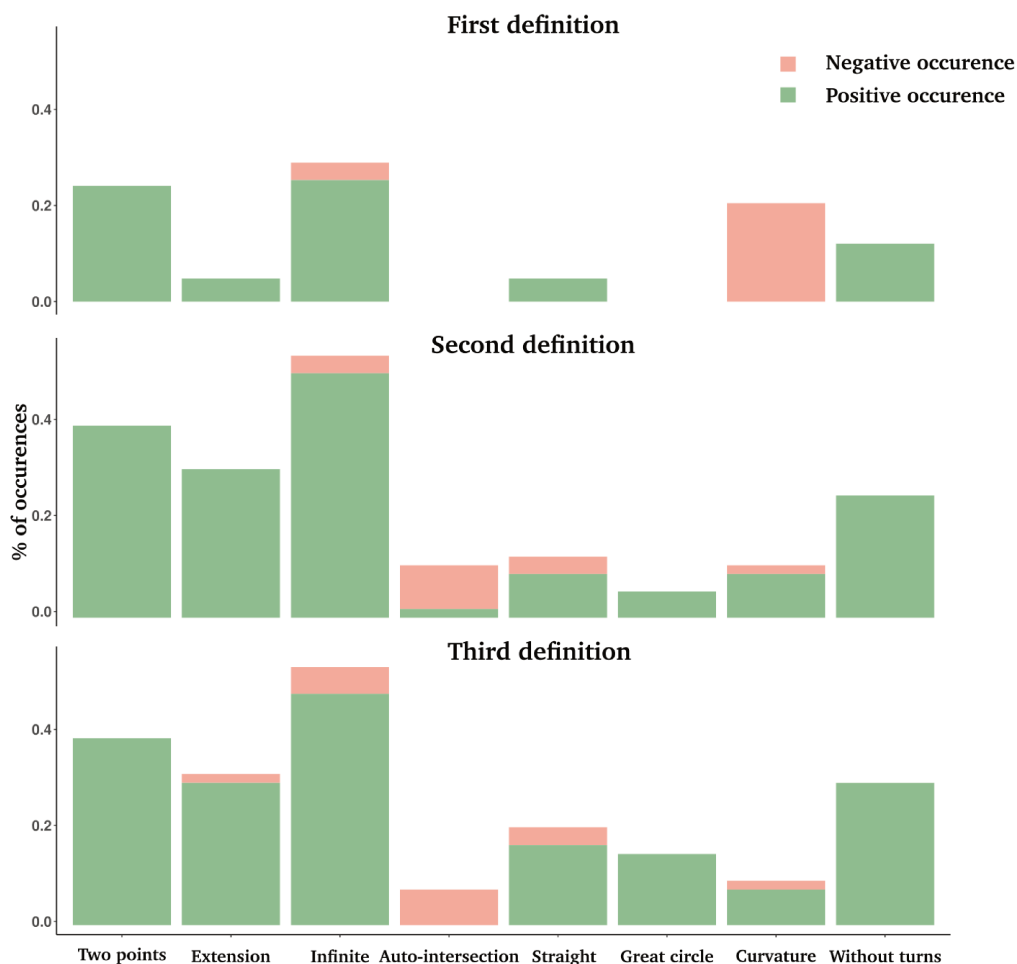 First definition
Negative occurence
Positive occurence
0.4
0.2
0.0
Second definition
% of occurences
0.4
0.2
0.0
Third definition
0.4
0.2
0.0
Two points Extension Infinite Auto-intersection Straight Great circle Curvature Without turns